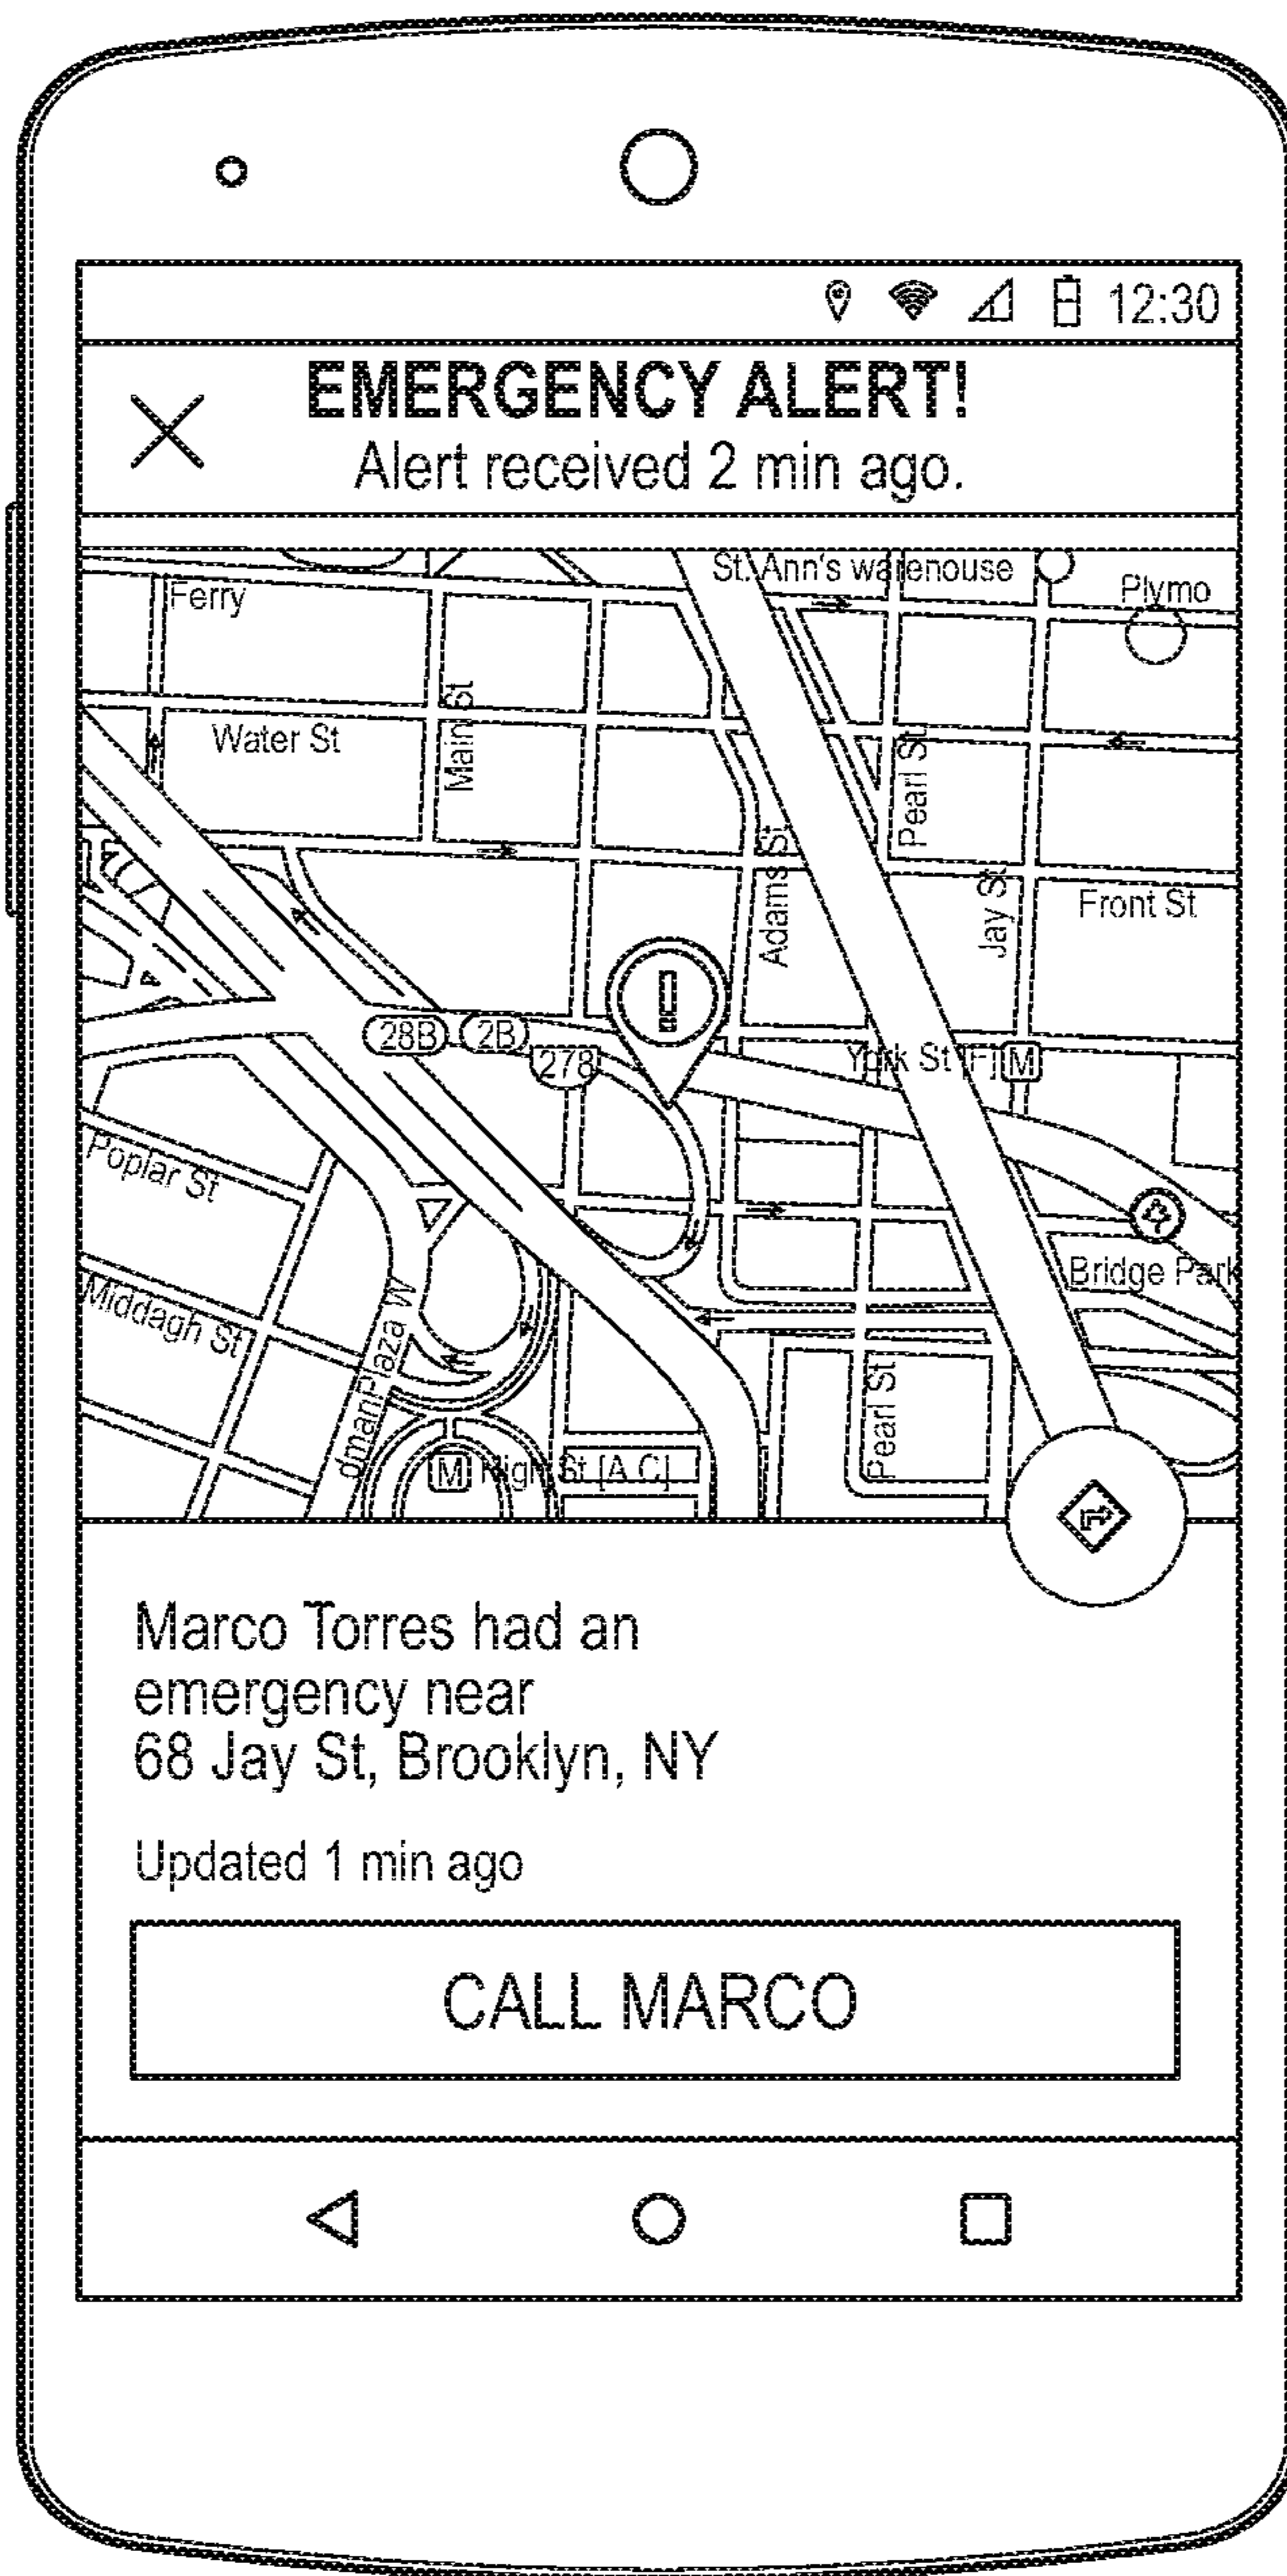 12:30
EMERGENCY ALERT!
Alert received 2 min ago.
St. Ann's warenouse
Ferry
Plymo
Water St
Main St
Pearl St
Adams St
Jay St
Front St
28B
2B
278
York St [F] M
Poplar St
Bridge Park
Middagh St
dmanPlaza W
Pearl St
M High St [A C]
Marco Torres had an
emergency near
68 Jay St, Brooklyn, NY
Updated 1 min ago
CALL MARCO